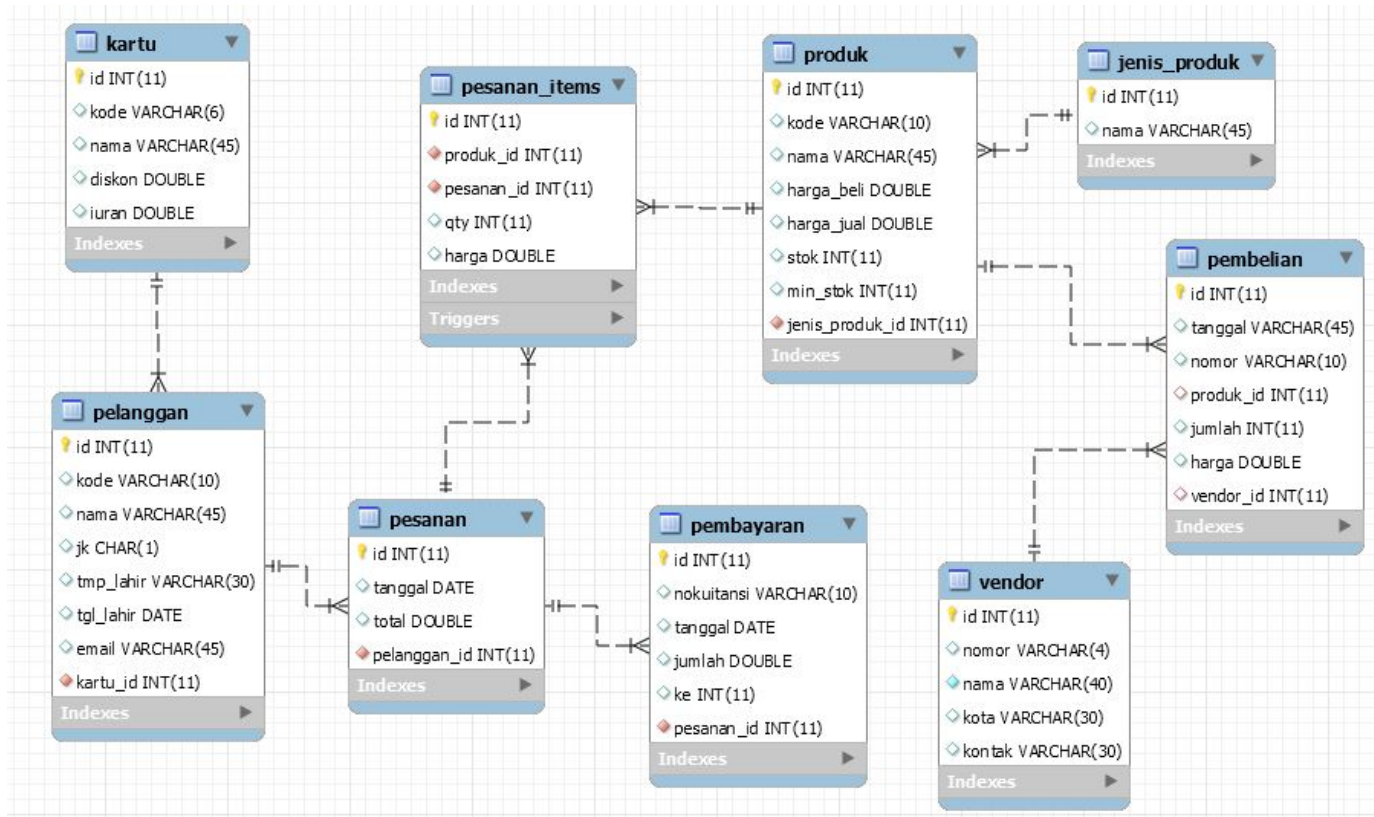 kartu
id INT(11)
kode VARCHAR(6)
nama VARCHAR(45)
diskon DOUBLE
iuran DOUBLE
Indexes
pesanan_items
id INT(11)
produk_id INT(11)
pesanan_id INT(11)
qty INT(11)
harga DOUBLE
Indexes
Triggers
produk
id INT(11)
kode VARCHAR(10)
nama VARCHAR(45)
harga_beli DOUBLE
harga_jual DOUBLE
stok INT(11)
min_stok INT(11)
jenis_produk_id INT(11)
Indexes
jenis_produk
id INT(11)
nama VARCHAR(45)
Indexes
pembelian
id INT(11)
tanggal VARCHAR(45)
nomor VARCHAR(10)
produk_id INT(11)
jumlah INT(11)
harga DOUBLE
vendor_id INT(11)
Indexes
pelanggan
id INT(11)
kode VARCHAR(10)
nama VARCHAR(45)
jk CHAR(1)
tmp_lahir VARCHAR(30)
tgl_lahir DATE
email VARCHAR(45)
kartu_id INT(11)
Indexes
pesanan
id INT(11)
tanggal DATE
total DOUBLE
pelanggan_id INT(11)
Indexes
pembayaran
id INT(11)
nokuitansi VARCHAR(10)
tanggal DATE
jumlah DOUBLE
ke INT(11)
pesanan_id INT(11)
Indexes
vendor
id INT(11)
nomor VARCHAR(4)
nama VARCHAR(40)
kota VARCHAR(30)
kontak VARCHAR(30)
Indexes